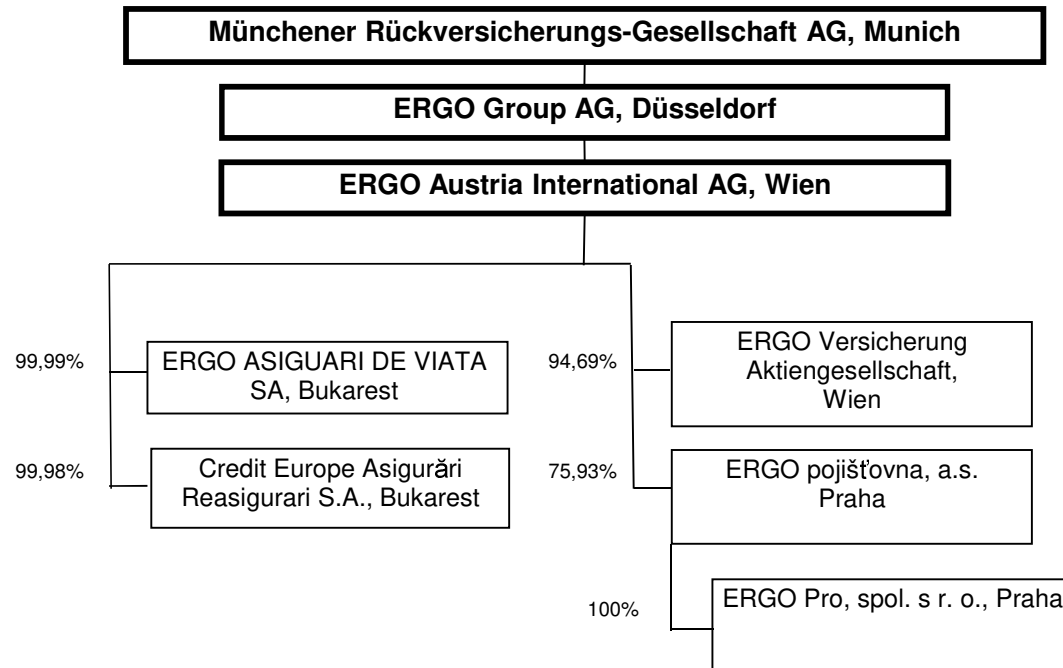 Münchener Rückversicherungs-Gesellschaft AG, Munich
ERGO Group AG, Düsseldorf
ERGO Austria International AG, Wien
99,99%
ERGO ASIGUARI DE VIATA
SA, Bukarest
94,69%
ERGO Versicherung
Aktiengesellschaft,
Wien
99,98%
Credit Europe Asigurări
Reasigurari S.A., Bukarest
75,93%
ERGO pojišťovna, a.s.
Praha
100%
ERGO Pro, spol. s r. o., Praha